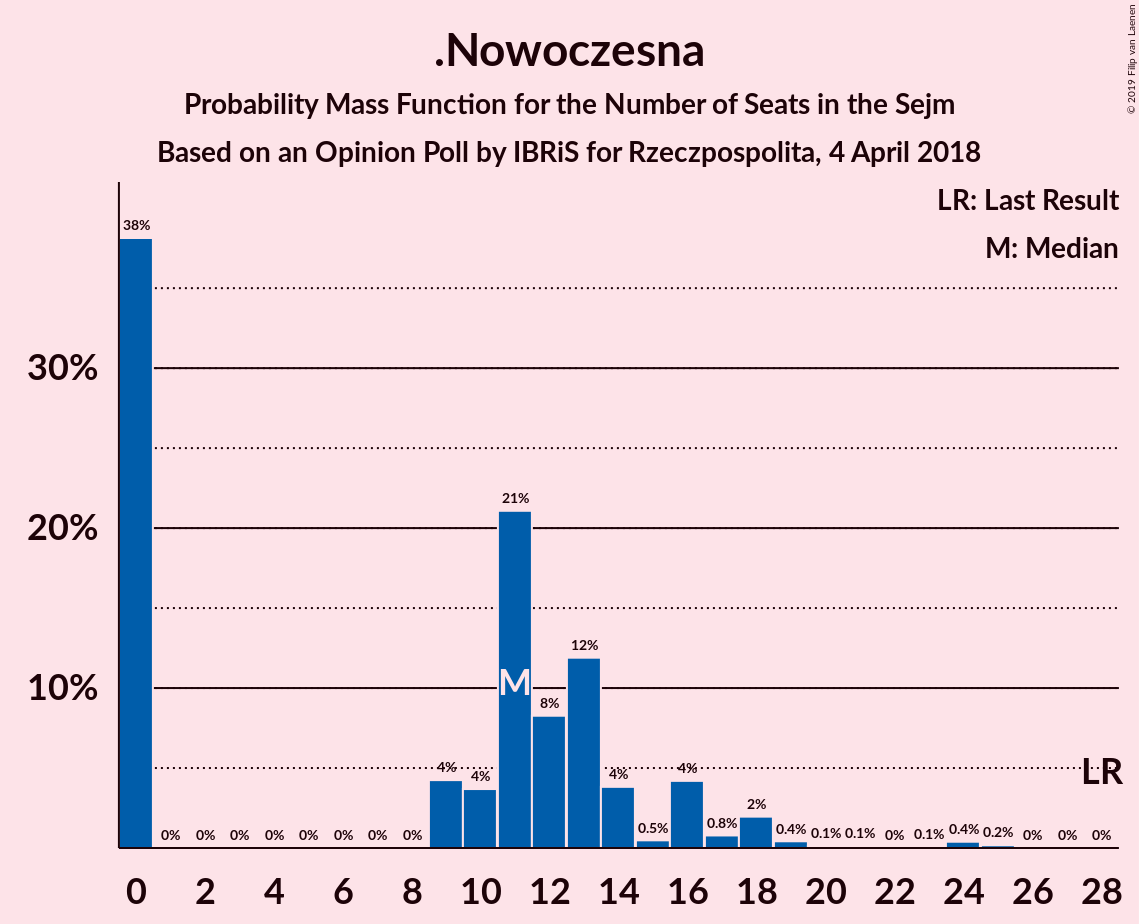 .Nowoczesna
Probability Mass Function for the Number of Seats in the Sejm
Based on an Opinion Poll by IBRiS for Rzeczpospolita, 4 April 2018
© 2019 Filip van Laenen
LR: Last Result
M: Median
38%
30%
20%
10%
0% 0% 0% 0% 0% 0% 0% 0% 4% 4% 21% 8% 12% 4% 0.5% 4% 0.8% 2% 0.4% 0.1% 0.1% 0% 0.1% 0.4% 0.2% 0% 0% 0%
M
LR
0 2 4 6 8 10 12 14 16 18 20 22 24 26 28